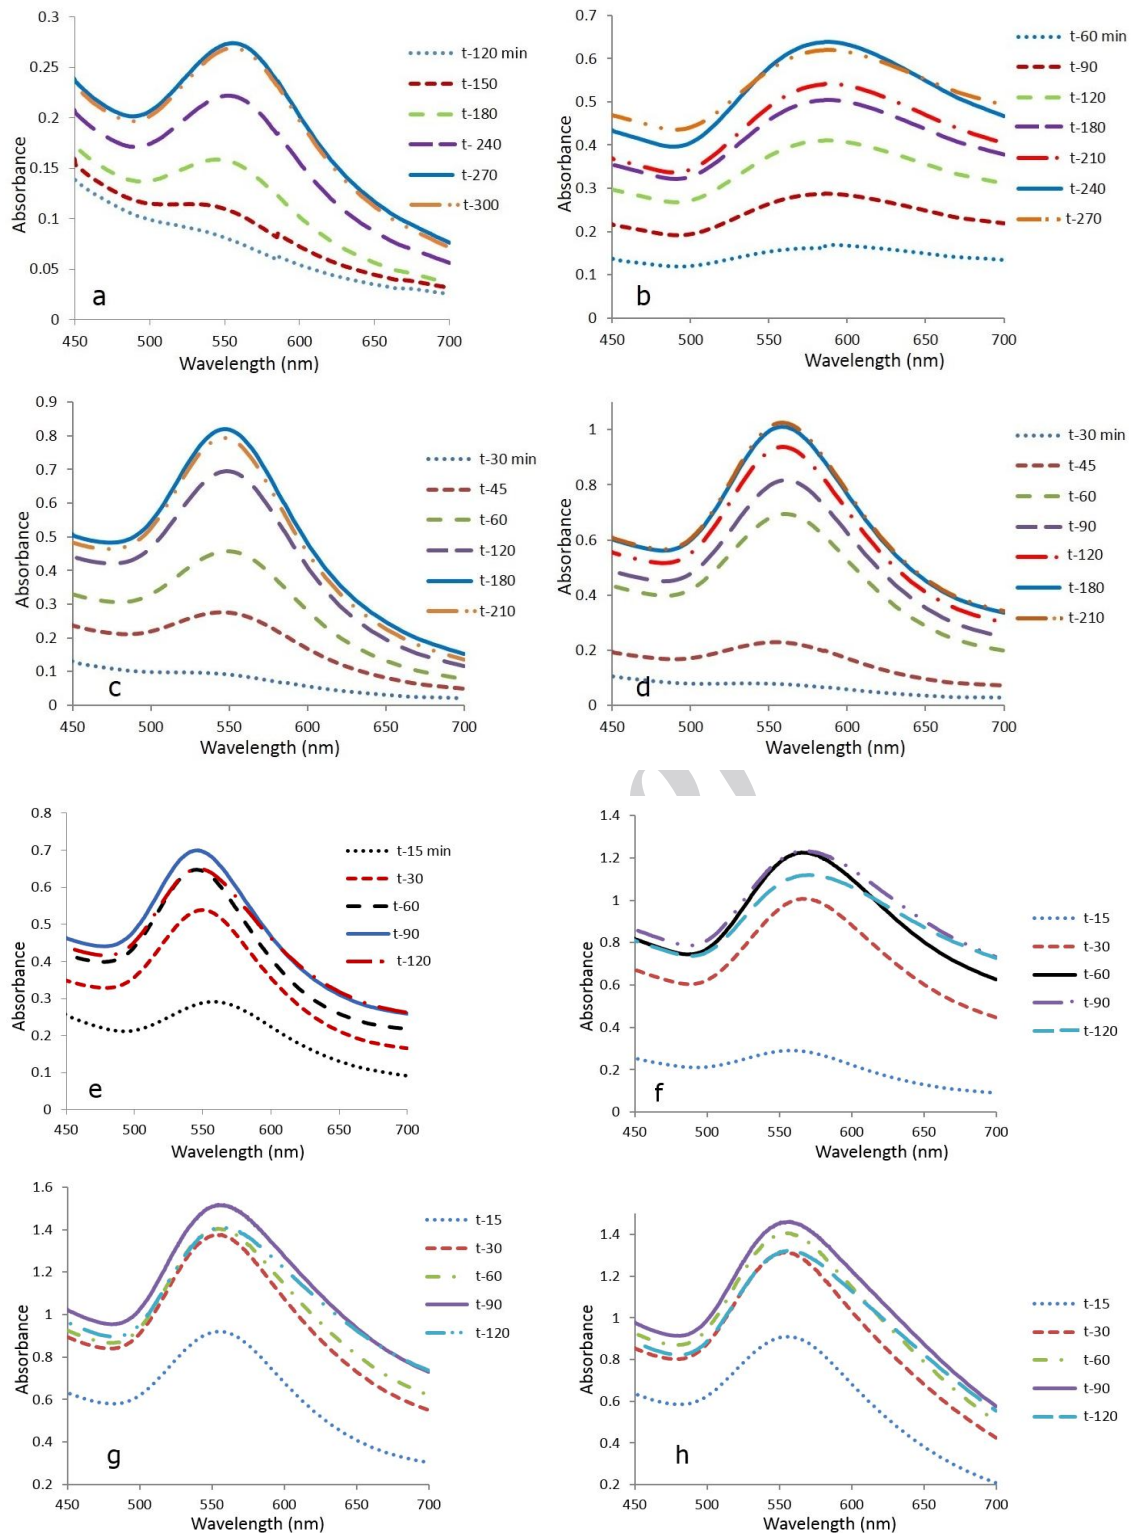 0.3
0.25
0.2
0.15
0.1
0.05
0
450 500 550 600 650 700
Absorbance
Wavelength (nm)
a
t-120 min
t-150
t-180
t- 240
t-270
t-300
0.7
0.6
0.5
0.4
0.3
0.2
0.1
0
450 500 550 600 650 700
Absorbance
Wavelength (nm)
b
t-60 min
t-90
t-120
t-180
t-210
t-240
t-270
0.9
0.8
0.7
0.6
0.5
0.4
0.3
0.2
0.1
0
450 500 550 600 650 700
Absorbance
Wavelength (nm)
c
t-30 min
t-45
t-60
t-120
t-180
t-210
1
0.8
0.6
0.4
0.2
0
450 500 550 600 650 700
Absorbance
Wavelength (nm)
d
t-30 min
t-45
t-60
t-90
t-120
t-180
t-210
0.8
0.7
0.6
0.5
0.4
0.3
0.2
0.1
0
450 500 550 600 650 700
Absorbance
Wavelength (nm)
e
t-15 min
t-30
t-60
t-90
t-120
1.4
1.2
1
0.8
0.6
0.4
0.2
0
450 500 550 600 650 700
Absorbance
Wavelength (nm)
f
t-15
t-30
t-60
t-90
t-120
1.6
1.4
1.2
1
0.8
0.6
0.4
0.2
450 500 550 600 650 700
Absorbance
Wavelength (nm)
g
t-15
t-30
t-60
t-90
t-120
1.4
1.2
1
0.8
0.6
0.4
0.2
450 500 550 600 650 700
Absorbance
Wavelength (nm)
h
t-15
t-30
t-60
t-90
t-120